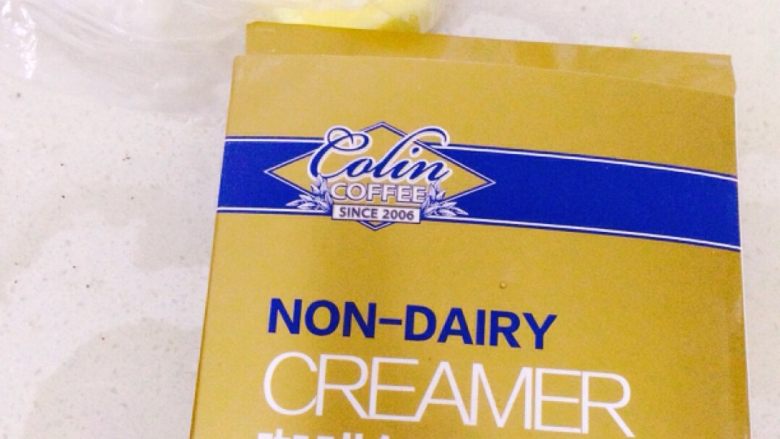 Colin
COFFEE
SINCE 2006
NON-DAIRY
CREAMER